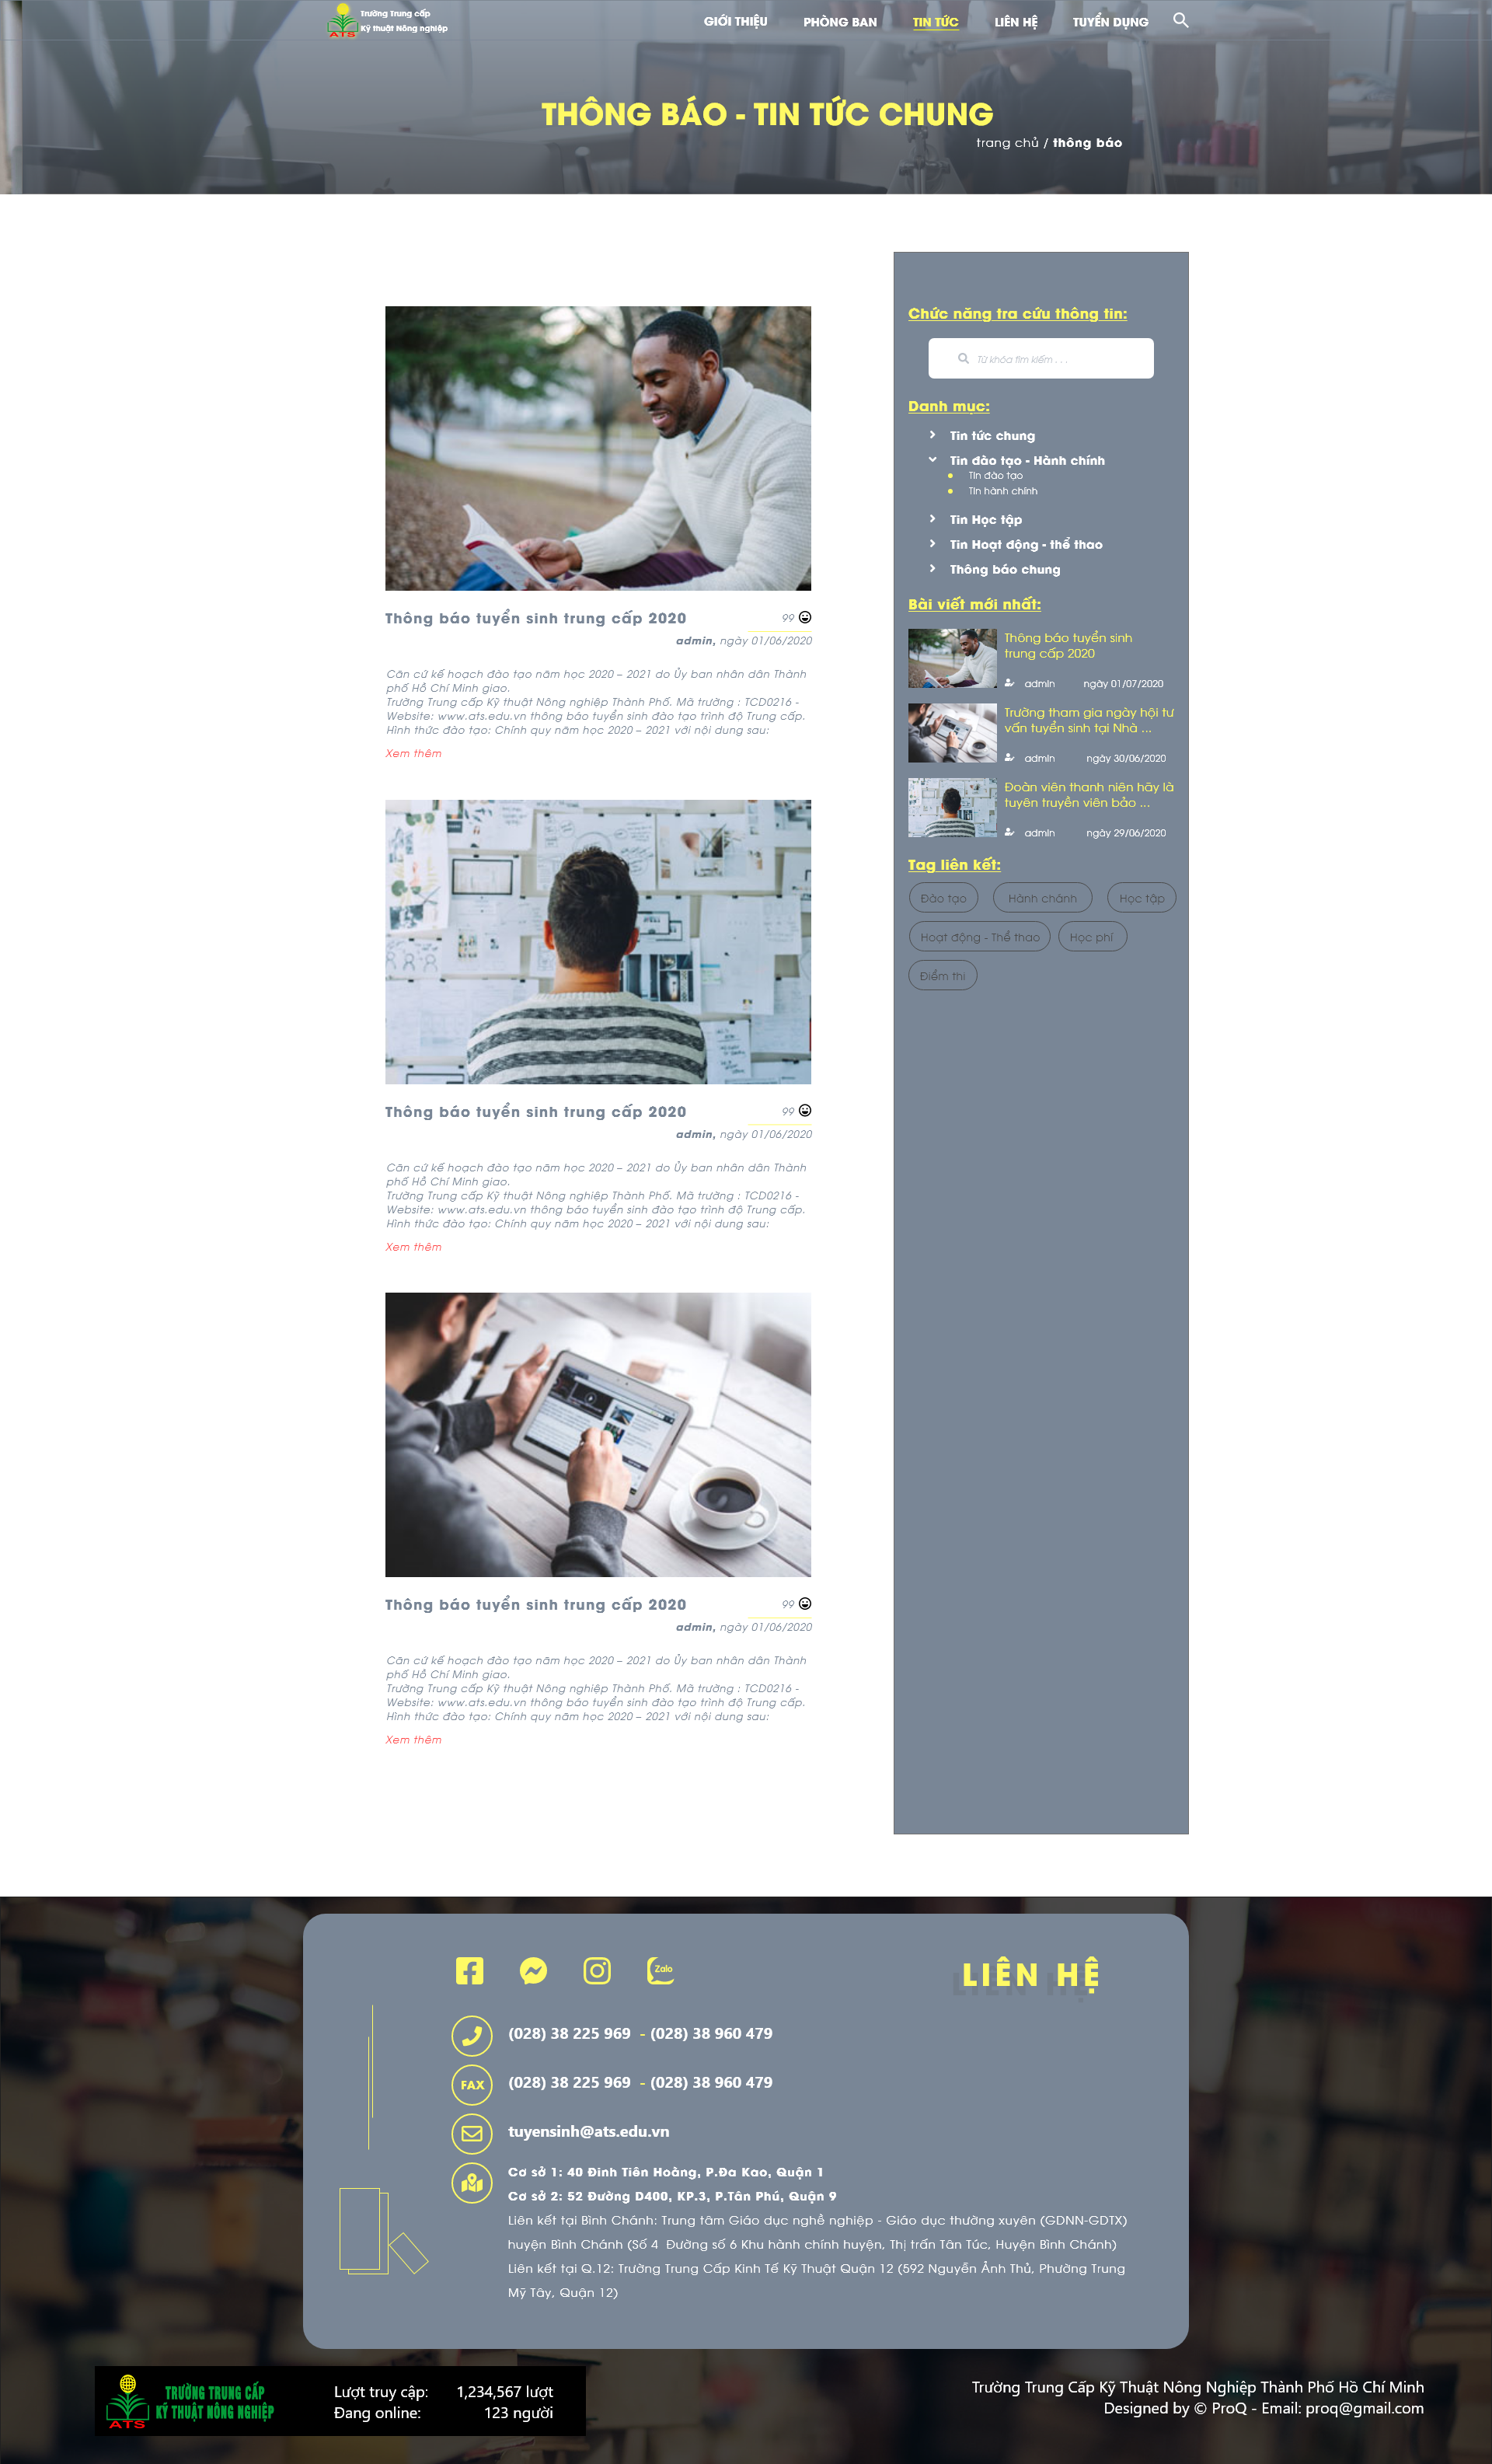 Trường Trung cấp
Kỹ thuật Nông nghiệp
ATS
GIỚI THIỆU
PHÒNG BAN
TIN TỨC
LIÊN HỆ
TUYỂN DỤNG
THÔNG BÁO - TIN TỨC CHUNG
trang chủ / thông báo
Thông báo tuyển sinh trung cấp 2020
99
admin, ngày 01/06/2020
Căn cứ kế hoạch đào tạo năm học 2020 – 2021 do Ủy ban nhân dân Thành
phố Hồ Chí Minh giao.
Trường Trung cấp Kỹ thuật Nông nghiệp Thành Phố. Mã trường : TCD0216 -
Website: www.ats.edu.vn thông báo tuyển sinh đào tạo trình độ Trung cấp.
Hình thức đào tạo: Chính quy năm học 2020 – 2021 với nội dung sau:
Xem thêm
Thông báo tuyển sinh trung cấp 2020
99
admin, ngày 01/06/2020
Căn cứ kế hoạch đào tạo năm học 2020 – 2021 do Ủy ban nhân dân Thành
phố Hồ Chí Minh giao.
Trường Trung cấp Kỹ thuật Nông nghiệp Thành Phố. Mã trường : TCD0216 -
Website: www.ats.edu.vn thông báo tuyển sinh đào tạo trình độ Trung cấp.
Hình thức đào tạo: Chính quy năm học 2020 – 2021 với nội dung sau:
Xem thêm
Thông báo tuyển sinh trung cấp 2020
99
admin, ngày 01/06/2020
Căn cứ kế hoạch đào tạo năm học 2020 – 2021 do Ủy ban nhân dân Thành
phố Hồ Chí Minh giao.
Trường Trung cấp Kỹ thuật Nông nghiệp Thành Phố. Mã trường : TCD0216 -
Website: www.ats.edu.vn thông báo tuyển sinh đào tạo trình độ Trung cấp.
Hình thức đào tạo: Chính quy năm học 2020 – 2021 với nội dung sau:
Xem thêm
Chức năng tra cứu thông tin:
Từ khóa tìm kiếm . . .
Danh mục:
Tin tức chung
Tin đào tạo - Hành chính
Tin đào tạo
Tin hành chính
Tin Học tập
Tin Hoạt động - thể thao
Thông báo chung
Bài viết mới nhất:
Thông báo tuyển sinh
trung cấp 2020
admin ngày 01/07/2020
Trường tham gia ngày hội tư
vấn tuyển sinh tại Nhà ...
admin ngày 30/06/2020
Đoàn viên thanh niên hãy là
tuyên truyền viên bảo ...
admin ngày 29/06/2020
Tag liên kết:
Đào tạo
Hành chánh
Học tập
Hoạt động - Thể thao
Học phí
Điểm thi
Zalo
LIÊN HỆ
(028) 38 225 969 - (028) 38 960 479
FAX
(028) 38 225 969 - (028) 38 960 479
tuyensinh@ats.edu.vn
Cơ sở 1: 40 Đinh Tiên Hoàng, P.Đa Kao, Quận 1
Cơ sở 2: 52 Đường D400, KP.3, P.Tân Phú, Quận 9
Liên kết tại Bình Chánh: Trung tâm Giáo dục nghề nghiệp - Giáo dục thường xuyên (GDNN-GDTX)
huyện Bình Chánh (Số 4 Đường số 6 Khu hành chính huyện, Thị trấn Tân Túc, Huyện Bình Chánh)
Liên kết tại Q.12: Trường Trung Cấp Kinh Tế Kỹ Thuật Quận 12 (592 Nguyễn Ảnh Thủ, Phường Trung
Mỹ Tây, Quận 12)
ATS
TRƯỜNG TRUNG CẤP
KỸ THUẬT NÔNG NGHIỆP
Lượt truy cập: 1,234,567 lượt
Đang online: 123 người
Trường Trung Cấp Kỹ Thuật Nông Nghiệp Thành Phố Hồ Chí Minh
Designed by © ProQ - Email: proq@gmail.com